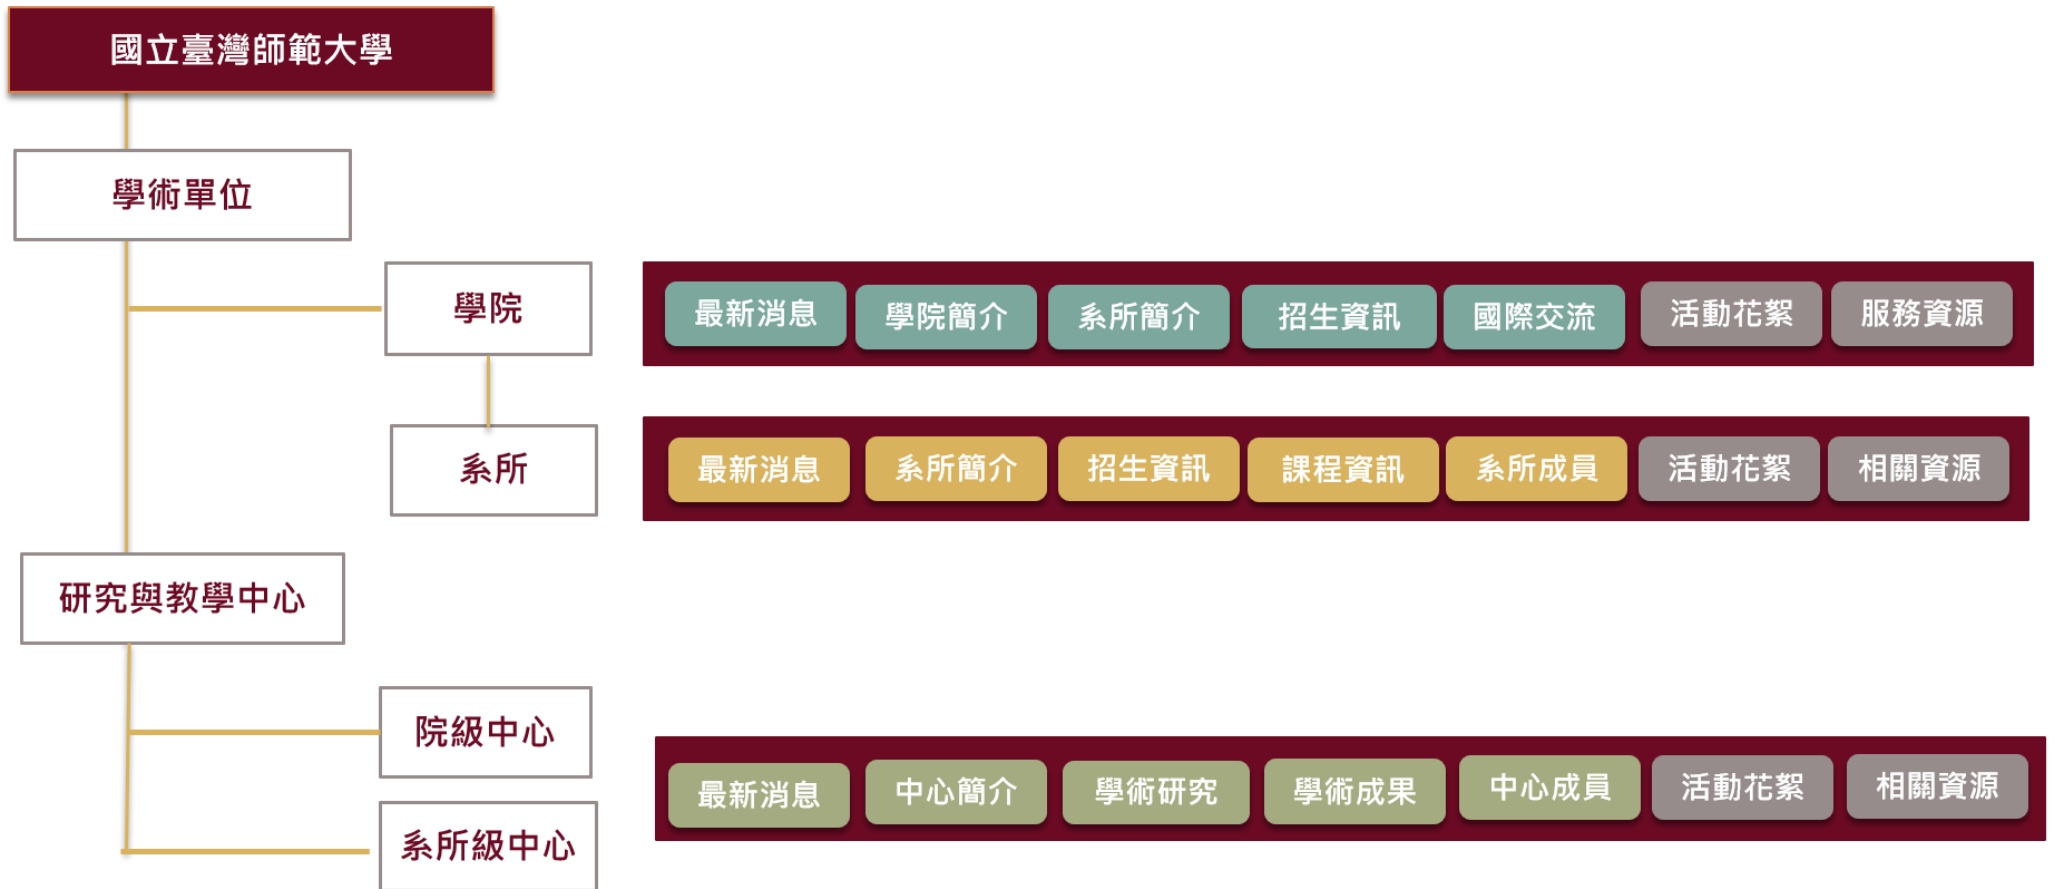 國立臺灣師範大學
學術單位
學院
最新消息 學院簡介 系所簡介 招生資訊 國際交流 活動花絮 服務資源
系所
最新消息 系所簡介 招生資訊 課程資訊 系所成員 活動花絮 相關資源
研究與教學中心
院級中心
最新消息 中心簡介 學術研究 學術成果 中心成員 活動花絮 相關資源
系所級中心